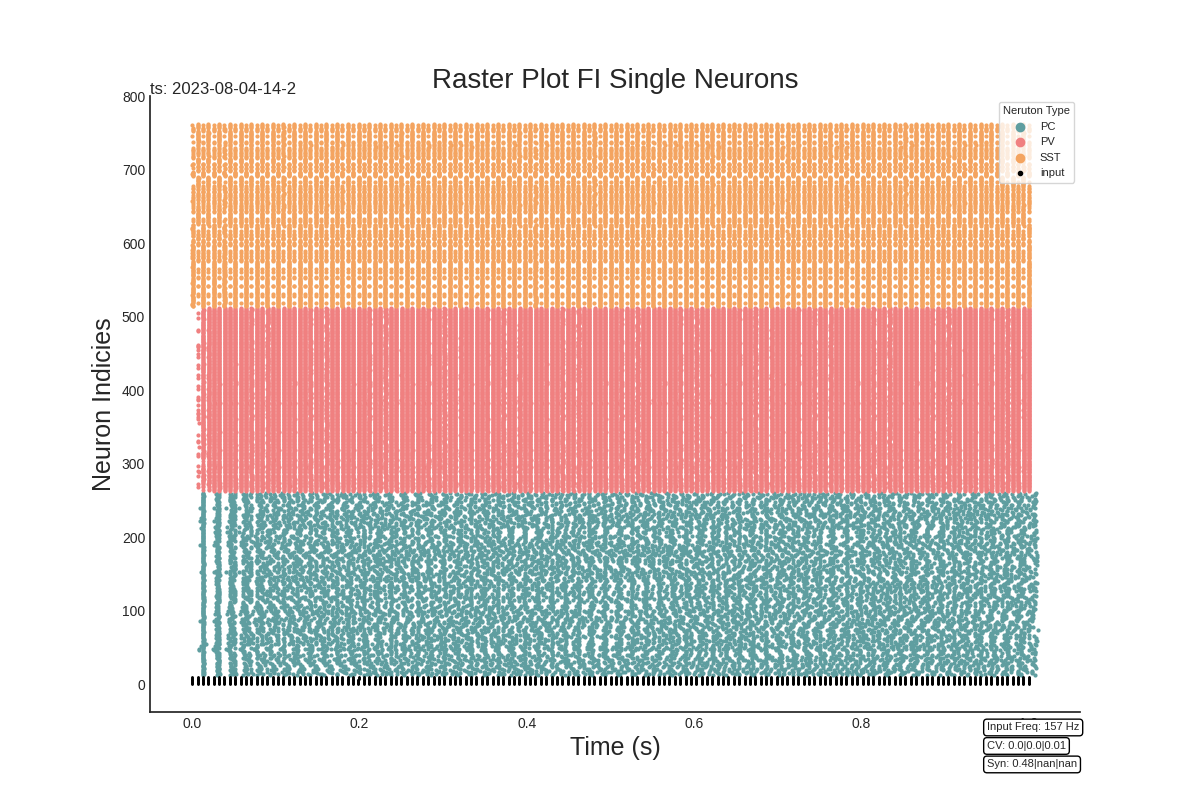 Raster Plot FI Single Neurons
ts: 2023-08-04-14-2
Neruton Type
PC
PV
SST
input
Neuron Indicies
800
700
600
500
400
300
200
100
0
0.0 0.2 0.4 0.6 0.8
Time (s)
Input Freq: 157 Hz
CV: 0.0|0.0|0.01
Syn: 0.48|nan|nan